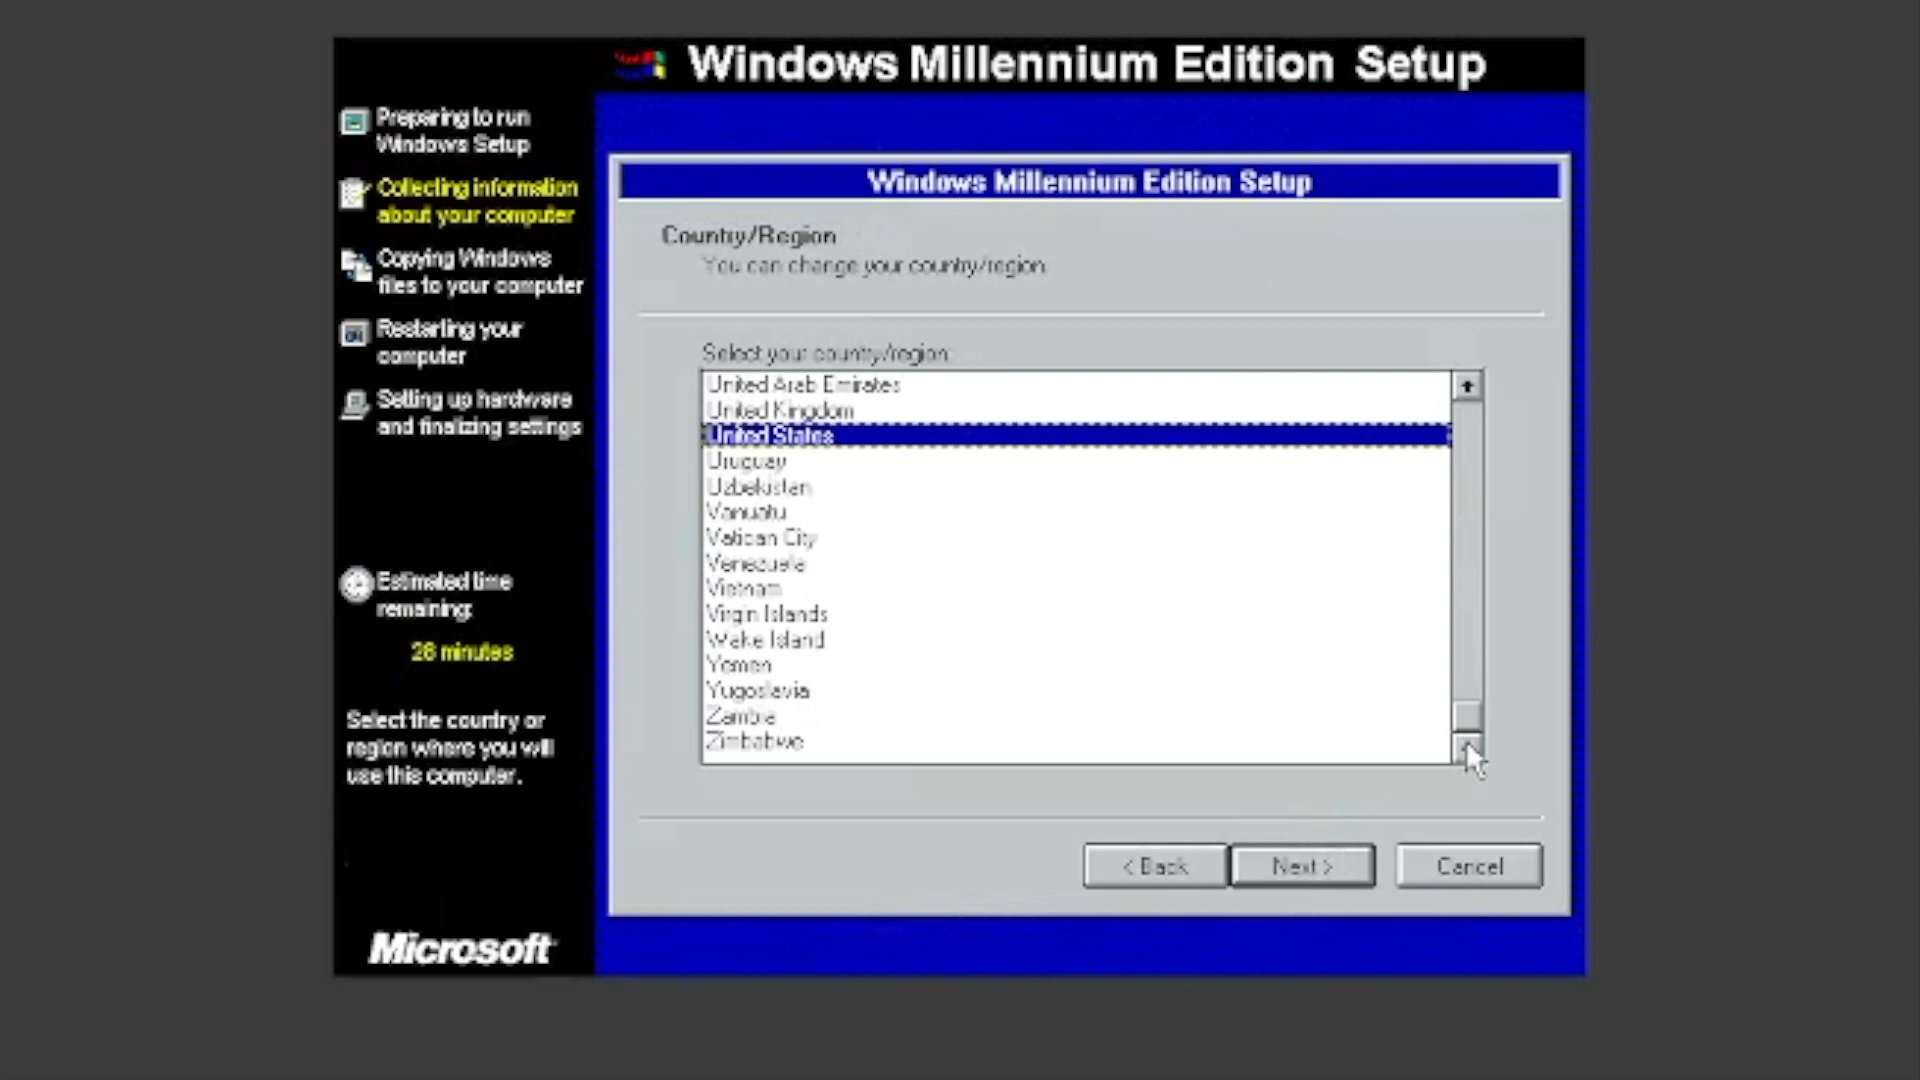 Windows Millennium Edition Setup
Preparing to run
Windows Setup
Collecting information
about your computer
Copying Windows
files to your computer
Restarting your
computer
Setting up hardware
and finalizing settings
Estimated time
remaining:
28 minutes
Select the country or
region where you will
use this computer.
Microsoft
Windows Millennium Edition Setup
Country/Region
You can change your country/region.
Select your country/region:
United Arab Emirates
United Kingdom
United States
Uruguay
Uzbekistan
Vanuatu
Vatican City
Venezuela
Vietnam
Virgin Islands
Wake Island
Yemen
Yugoslavia
Zambia
Zimbabwe
< Back
Next >
Cancel